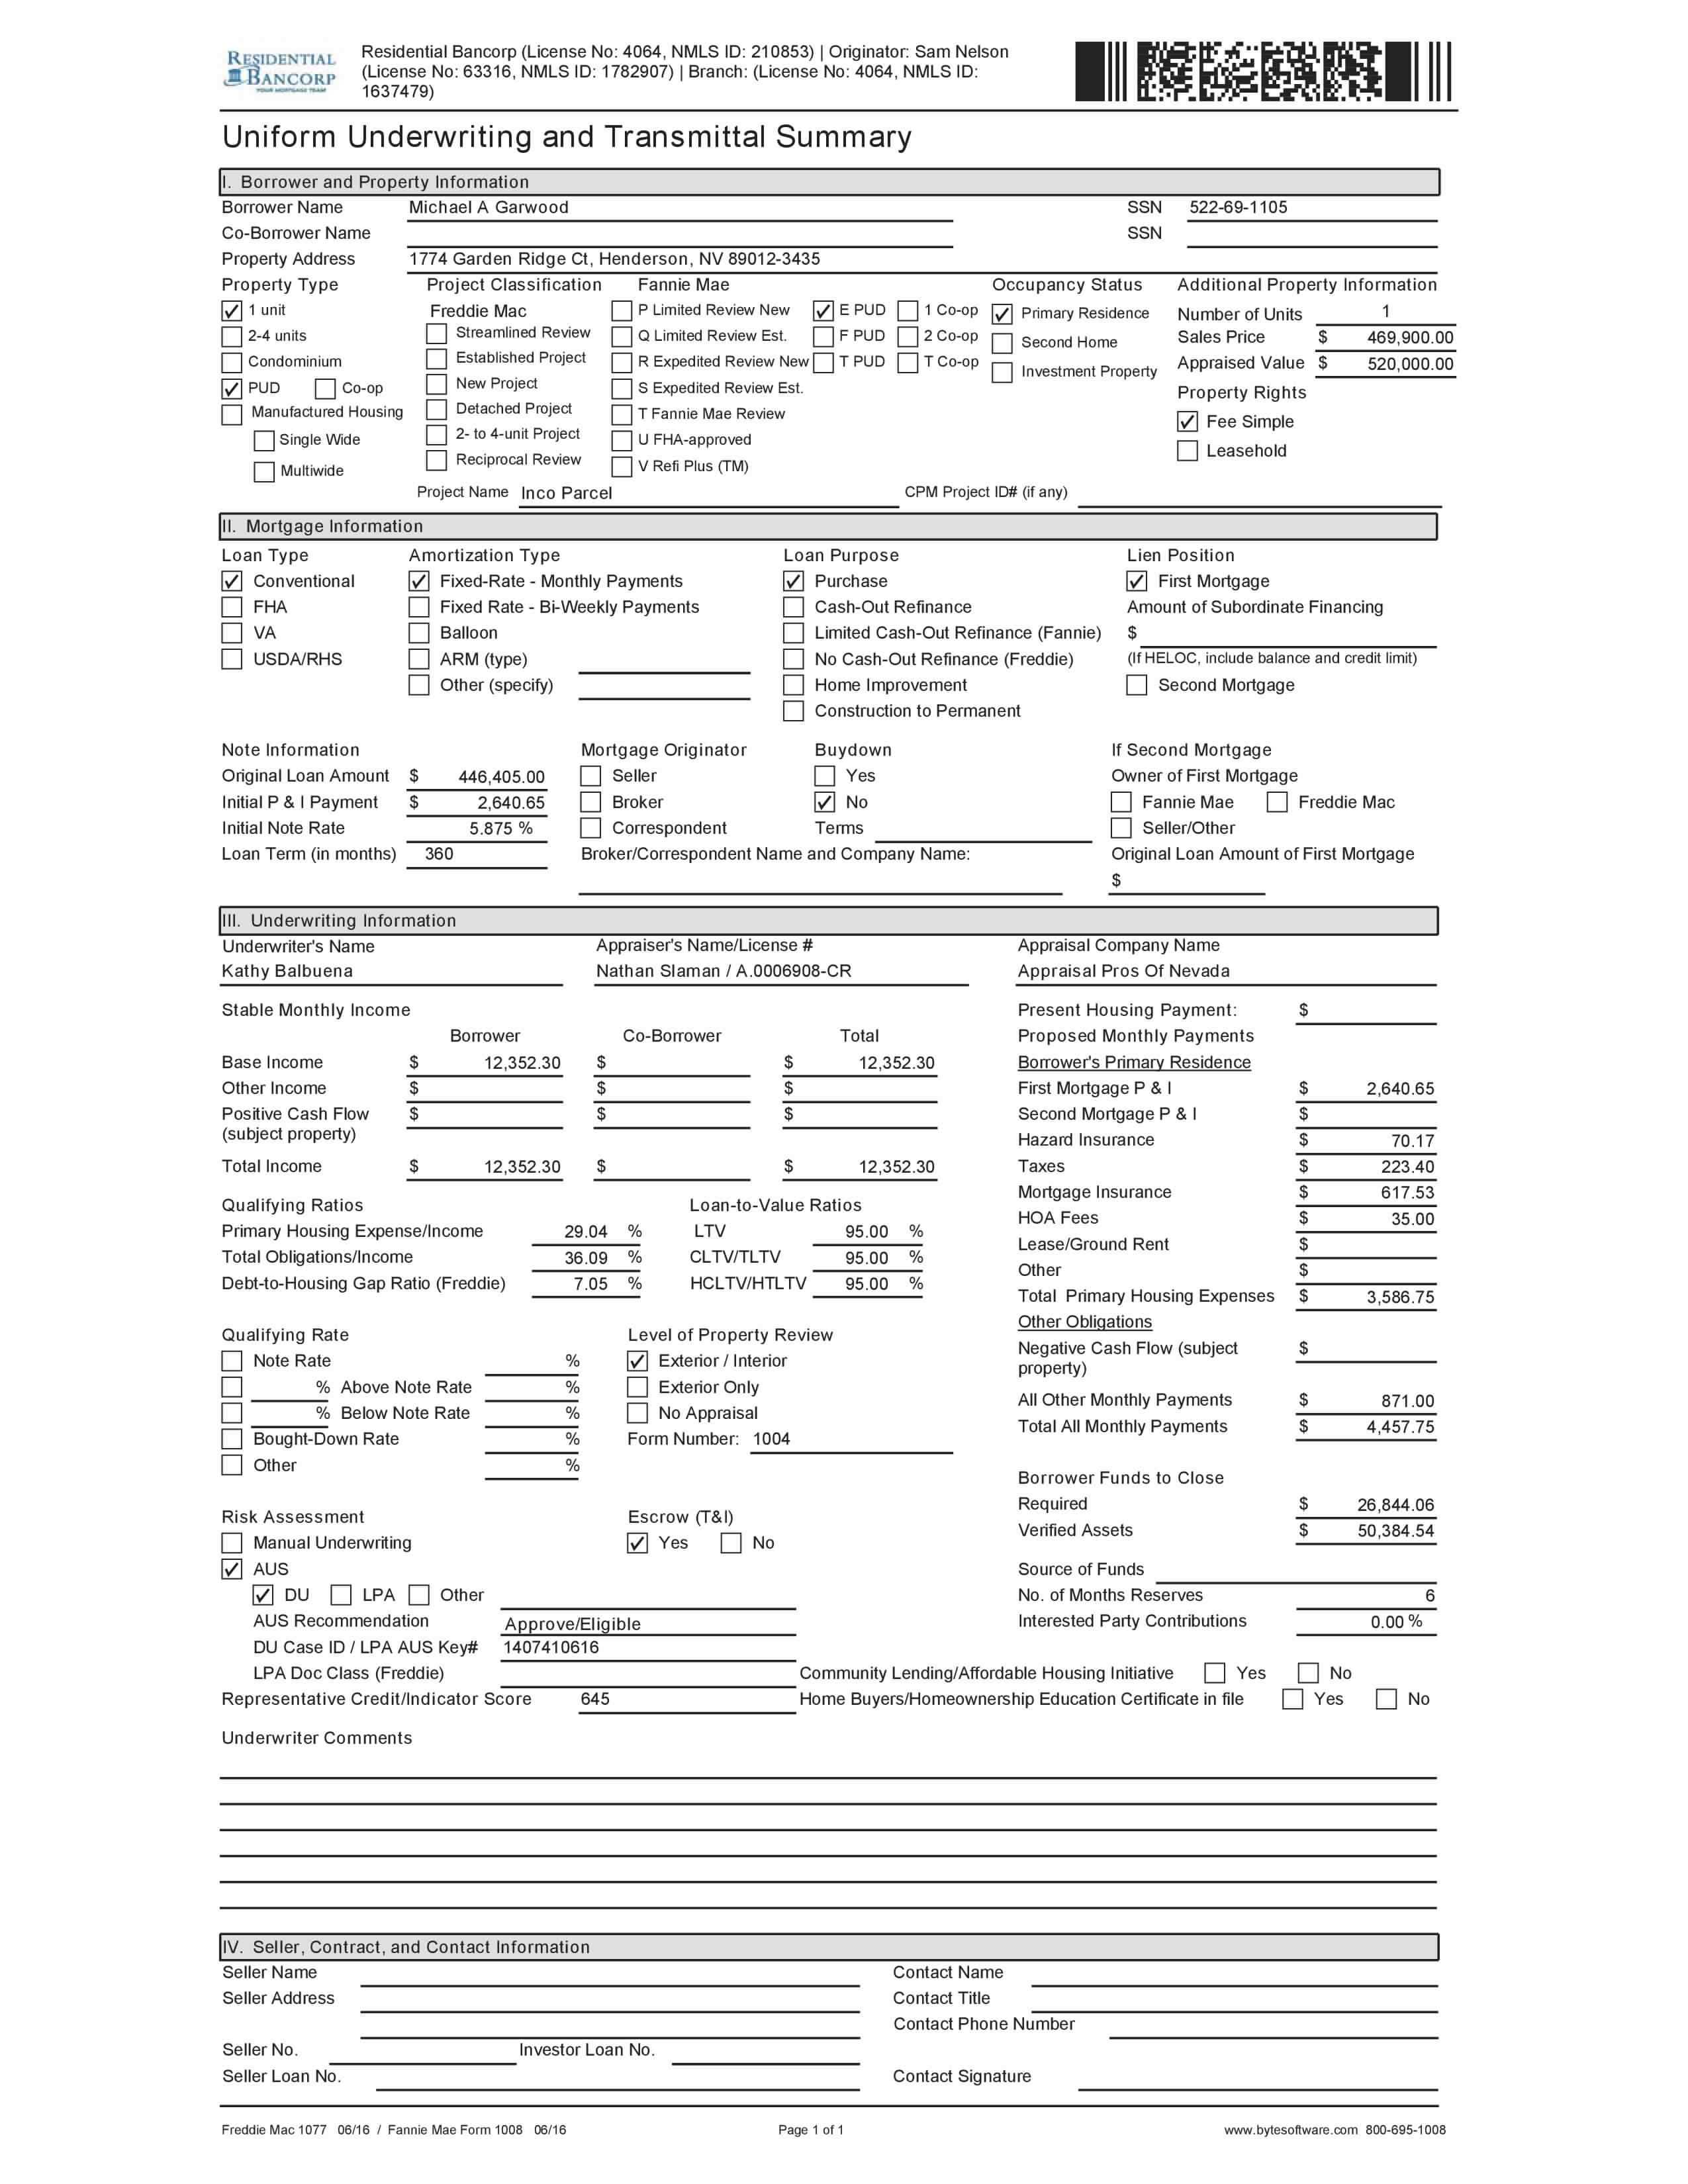 RESIDENTIAL
BANCORP
YOUR MORTGAGE TEAM
Residential Bancorp (License No: 4064, NMLS ID: 210853) | Originator: Sam Nelson
(License No: 63316, NMLS ID: 1782907) | Branch: (License No: 4064, NMLS ID:
1637479)
Uniform Underwriting and Transmittal Summary
I. Borrower and Property Information
Borrower Name Michael A Garwood SSN 522-69-1105
Co-Borrower Name SSN
Property Address 1774 Garden Ridge Ct, Henderson, NV 89012-3435
Property Type Project Classification Fannie Mae Occupancy Status Additional Property Information
✓ 1 unit Freddie Mac P Limited Review New ✓ E PUD 1 Co-op ✓ Primary Residence Number of Units 1
2-4 units Streamlined Review Q Limited Review Est. F PUD 2 Co-op Second Home Sales Price $ 469,900.00
Condominium Established Project R Expedited Review New T PUD T Co-op Investment Property Appraised Value $ 520,000.00
✓ PUD Co-op New Project S Expedited Review Est. Property Rights
Manufactured Housing Detached Project T Fannie Mae Review ✓ Fee Simple
Single Wide 2- to 4-unit Project U FHA-approved Leasehold
Multiwide Reciprocal Review V Refi Plus (TM)
Project Name Inco Parcel CPM Project ID# (if any)
II. Mortgage Information
Loan Type Amortization Type Loan Purpose Lien Position
✓ Conventional ✓ Fixed-Rate - Monthly Payments ✓ Purchase ✓ First Mortgage
FHA Fixed Rate - Bi-Weekly Payments Cash-Out Refinance Amount of Subordinate Financing
VA Balloon Limited Cash-Out Refinance (Fannie) $
USDA/RHS ARM (type) No Cash-Out Refinance (Freddie) (If HELOC, include balance and credit limit)
Other (specify) Home Improvement Second Mortgage
Construction to Permanent
Note Information Mortgage Originator Buydown If Second Mortgage
Original Loan Amount $ 446,405.00 Seller Yes Owner of First Mortgage
Initial P & I Payment $ 2,640.65 Broker ✓ No Fannie Mae Freddie Mac
Initial Note Rate 5.875 % Correspondent Terms Seller/Other
Loan Term (in months) 360 Broker/Correspondent Name and Company Name: Original Loan Amount of First Mortgage
$
III. Underwriting Information
Underwriter's Name Appraiser's Name/License # Appraisal Company Name
Kathy Balbuena Nathan Slaman / A.0006908-CR Appraisal Pros Of Nevada
Stable Monthly Income Present Housing Payment: $
Borrower Co-Borrower Total Proposed Monthly Payments
Base Income $ 12,352.30 $ $ 12,352.30 Borrower's Primary Residence
Other Income $ $ $ First Mortgage P & I $ 2,640.65
Positive Cash Flow $ $ $ Second Mortgage P & I $
(subject property) Hazard Insurance $ 70.17
Total Income $ 12,352.30 $ $ 12,352.30 Taxes $ 223.40
Mortgage Insurance $ 617.53
Qualifying Ratios Loan-to-Value Ratios HOA Fees $ 35.00
Primary Housing Expense/Income 29.04 % LTV 95.00 % Lease/Ground Rent $
Total Obligations/Income 36.09 % CLTV/TLTV 95.00 % Other $
Debt-to-Housing Gap Ratio (Freddie) 7.05 % HCLTV/HTLTV 95.00 % Total Primary Housing Expenses $ 3,586.75
Other Obligations
Qualifying Rate Level of Property Review Negative Cash Flow (subject $
property)
Note Rate % ✓ Exterior / Interior
% Above Note Rate % Exterior Only All Other Monthly Payments $ 871.00
% Below Note Rate % No Appraisal Total All Monthly Payments $ 4,457.75
Bought-Down Rate % Form Number: 1004
Other % Borrower Funds to Close
Required $ 26,844.06
Risk Assessment Escrow (T&I) Verified Assets $ 50,384.54
Manual Underwriting ✓ Yes No
✓ AUS Source of Funds
✓ DU LPA Other No. of Months Reserves 6
AUS Recommendation Approve/Eligible Interested Party Contributions 0.00 %
DU Case ID / LPA AUS Key# 1407410616
LPA Doc Class (Freddie) Community Lending/Affordable Housing Initiative Yes No
Representative Credit/Indicator Score 645 Home Buyers/Homeownership Education Certificate in file Yes No
Underwriter Comments
IV. Seller, Contract, and Contact Information
Seller Name Contact Name
Seller Address Contact Title
Contact Phone Number
Seller No. Investor Loan No.
Seller Loan No. Contact Signature
Freddie Mac 1077 06/16 / Fannie Mae Form 1008 06/16 Page 1 of 1 www.bytesoftware.com 800-695-1008